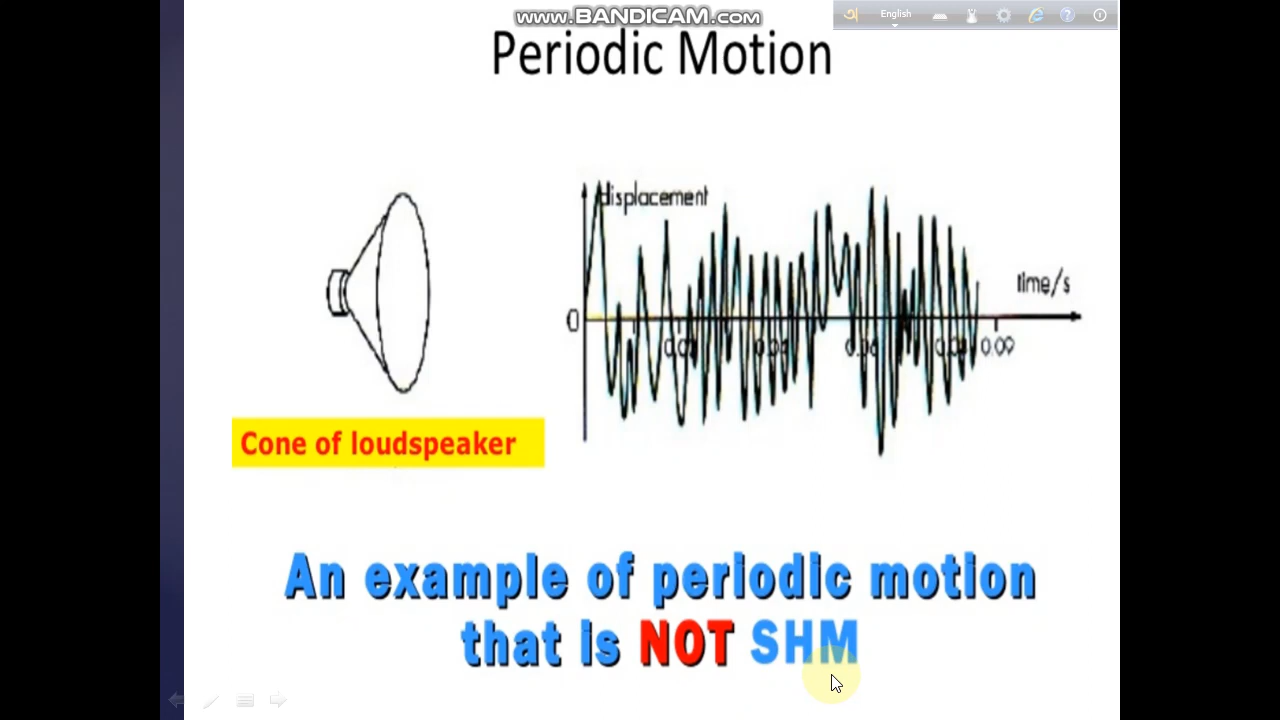 www.BANDICAM.com
English
Periodic Motion
displacement
time/s
0
0.09
Cone of loudspeaker
An example of periodic motion
that is NOT SHM